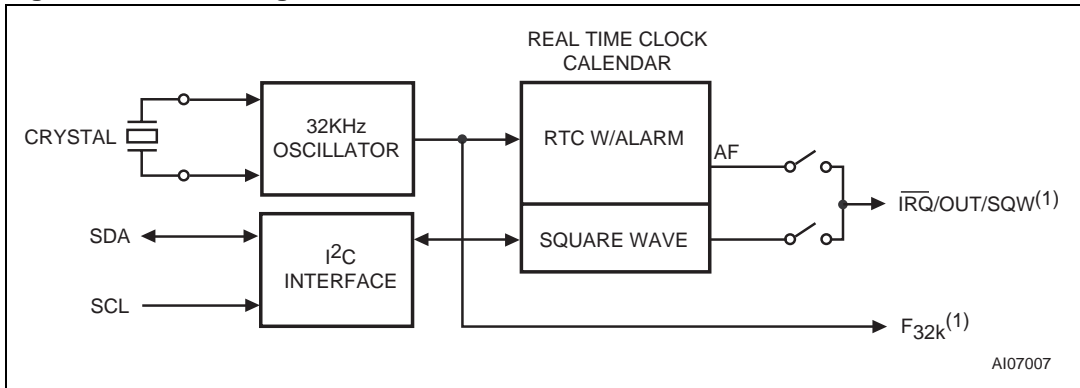 REAL TIME CLOCK
CALENDAR
CRYSTAL
32KHz
OSCILLATOR
RTC W/ALARM
AF
IRQ/OUT/SQW(1)
SDA
SCL
I2C
INTERFACE
SQUARE WAVE
F32k(1)
AI07007